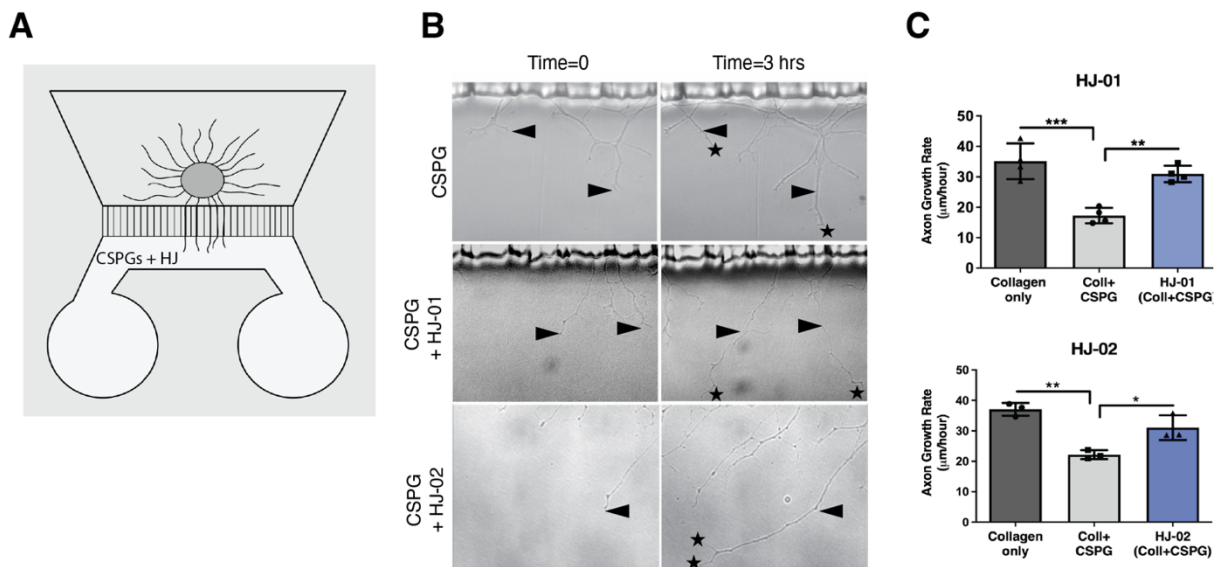 A
CSPGs + HJ
B
Time=0
Time=3 hrs
CSPG
CSPG
+ HJ-01
CSPG
+ HJ-02
C
HJ-01
Axon Growth Rate
(μm/hour)
50
40
30
20
10
0
***
**
Collagen
only
Coll+
CSPG
HJ-01
(Coll+CSPG)
HJ-02
Axon Growth Rate
(μm/hour)
50
40
30
20
10
0
**
*
Collagen
only
Coll+
CSPG
HJ-02
(Coll+CSPG)